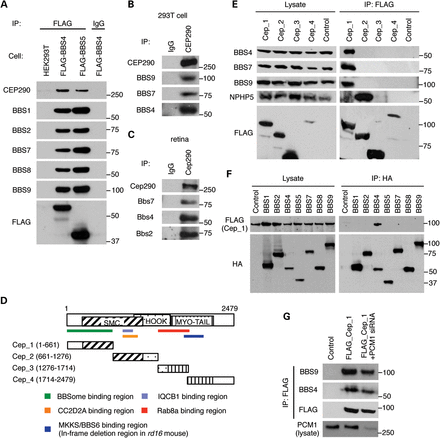 A
IP: FLAG IgG
Cell: HEK293T FLAG-BBS4 FLAG-BBS5 FLAG-BBS4
CEP290 250
BBS1 75
BBS2 75
BBS7 75
BBS8 50
BBS9 100
FLAG 75
50
37
B
293T cell
IP: IgG CEP290
CEP290 250
BBS9 100
BBS7 75
BBS4 50
C
retina
IP: IgG Cep290
Cep290 250
Bbs7 75
Bbs4 50
Bbs2 75
D
1 2479
SMC HOOK MYO-TAIL
Cep_1 (1-661)
Cep_2 (661-1276)
Cep_3 (1276-1714)
Cep_4 (1714-2479)
BBSome binding region
IQCB1 binding region
CC2D2A binding region
Rab8a binding region
MKKS/BBS6 binding region
(In-frame deletion region in rd16 mouse)
E
Lysate IP: FLAG
Cep_1 Cep_2 Cep_3 Cep_4 Control Cep_1 Cep_2 Cep_3 Cep_4 Control
BBS4 50
BBS7 75
BBS9 100
NPHP5 75
FLAG 100
75
F
Lysate IP: HA
Control BBS1 BBS2 BBS4 BBS5 BBS7 BBS8 BBS9 Control BBS1 BBS2 BBS4 BBS5 BBS7 BBS8 BBS9
FLAG
(Cep_1) 100
HA 100
75
50
37
G
Control FLAG_Cep_1 FLAG_Cep_1 +PCM1 siRNA
IP: FLAG
BBS9 100
BBS4 50
FLAG 100
PCM1
(lysate) 250